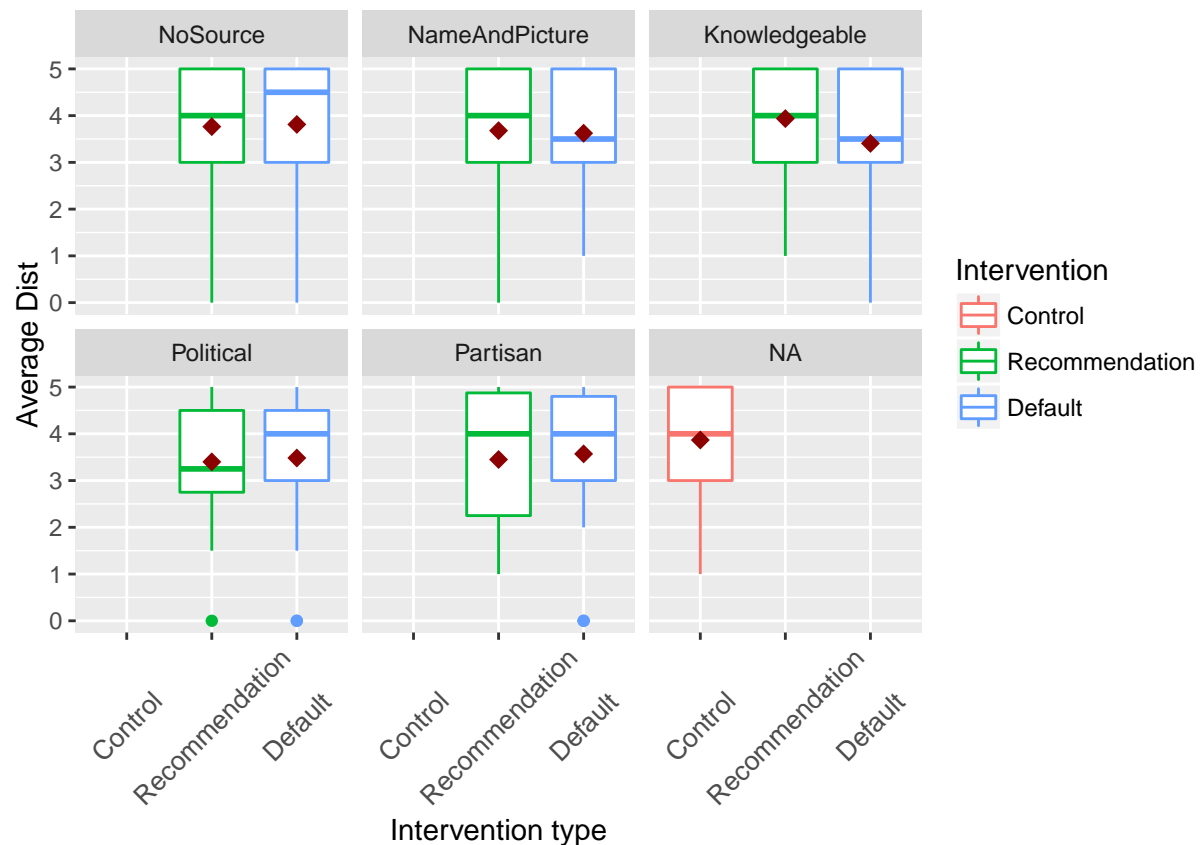 NoSource
NameAndPicture
Knowledgeable
5
4
3
2
1
0
Political
Partisan
NA
5
4
3
2
1
0
Average Dist
Control
Recommendation
Default
Control
Recommendation
Default
Control
Recommendation
Default
Intervention type
Intervention
Control
Recommendation
Default